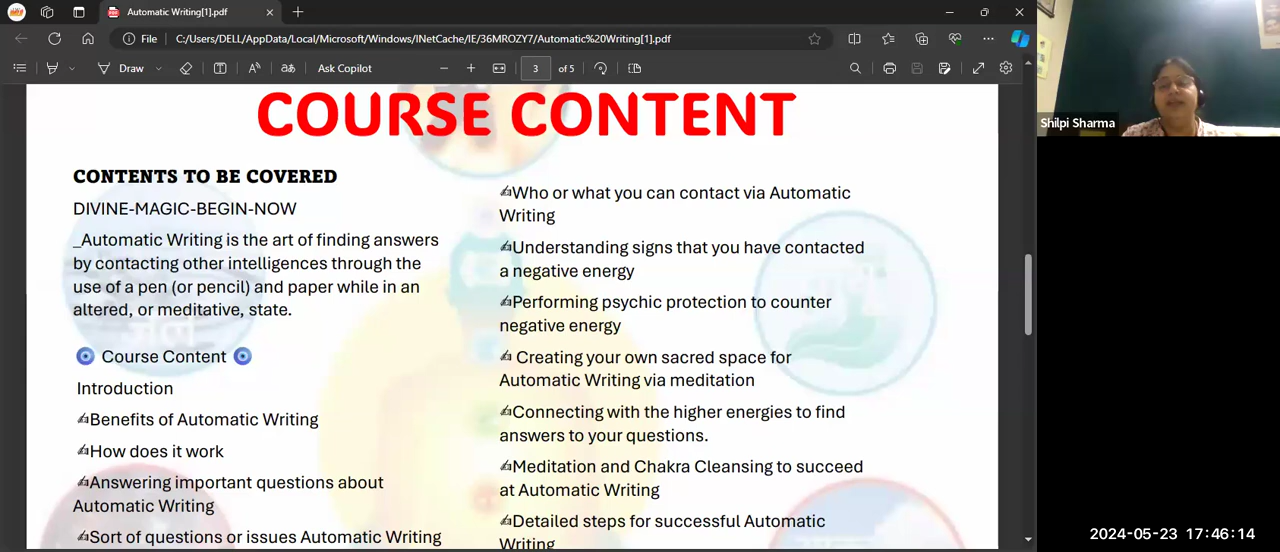 Automatic Writing[1].pdf
File
C:/Users/DELL/AppData/Local/Microsoft/Windows/INetCache/IE/36MROZY7/Automatic%20Writing[1].pdf
Draw
Ask Copilot
3
of 5
Shilpi Sharma
COURSE CONTENT
CONTENTS TO BE COVERED
DIVINE-MAGIC-BEGIN-NOW
_Automatic Writing is the art of finding answers
by contacting other intelligences through the
use of a pen (or pencil) and paper while in an
altered, or meditative, state.
Course Content
Introduction
✍Benefits of Automatic Writing
✍How does it work
✍Answering important questions about
Automatic Writing
✍Sort of questions or issues Automatic Writing
✍Who or what you can contact via Automatic
Writing
✍Understanding signs that you have contacted
a negative energy
✍Performing psychic protection to counter
negative energy
✍ Creating your own sacred space for
Automatic Writing via meditation
✍Connecting with the higher energies to find
answers to your questions.
✍Meditation and Chakra Cleansing to succeed
at Automatic Writing
✍Detailed steps for successful Automatic
Writing
2024-05-23 17:46:14